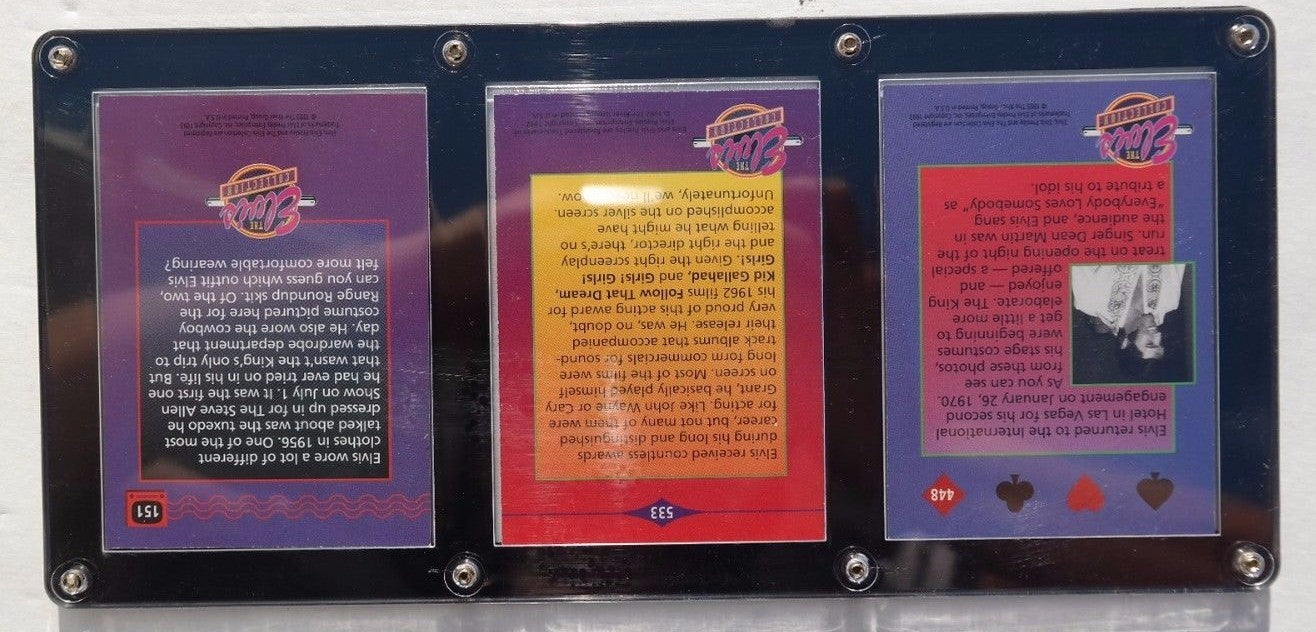 448
Elvis returned to the International
Hotel in Las Vegas for his second
engagement on January 26, 1970.
As you can see
from these photos,
his stage costumes
were beginning to
get a little more
elaborate. The King
enjoyed — and
offered — a special
treat on the opening night of the
run. Singer Dean Martin was in
the audience, and Elvis sang
"Everybody Loves Somebody" as
a tribute to his idol.
THE
Elvis
COLLECTION
533
Elvis received countless awards
during his long and distinguished
career, but not many of them were
for acting. Like John Wayne or Cary
Grant, he basically played himself
on screen. Most of the films were
long form commercials for sound-
track albums that accompanied
their release. He was, no doubt,
very proud of this acting award for
his 1962 films Follow That Dream,
Kid Gallahad, and Girls! Girls!
Girls!. Given the right screenplay
and the right director, there's no
telling what he might have
accomplished on the silver screen.
Unfortunately, we'll
THE
Elvis
COLLECTION
151
Elvis wore a lot of different
clothes in 1956. One of the most
talked about was the tuxedo he
dressed up in for The Steve Allen
Show on July 1. It was the first one
he had ever tried on in his life. But
that wasn't the King's only trip to
the wardrobe department that
day. He also wore the cowboy
costume pictured here for the
Range Roundup skit. Of the two,
can you guess which outfit Elvis
felt more comfortable wearing?
THE
Elvis
COLLECTION